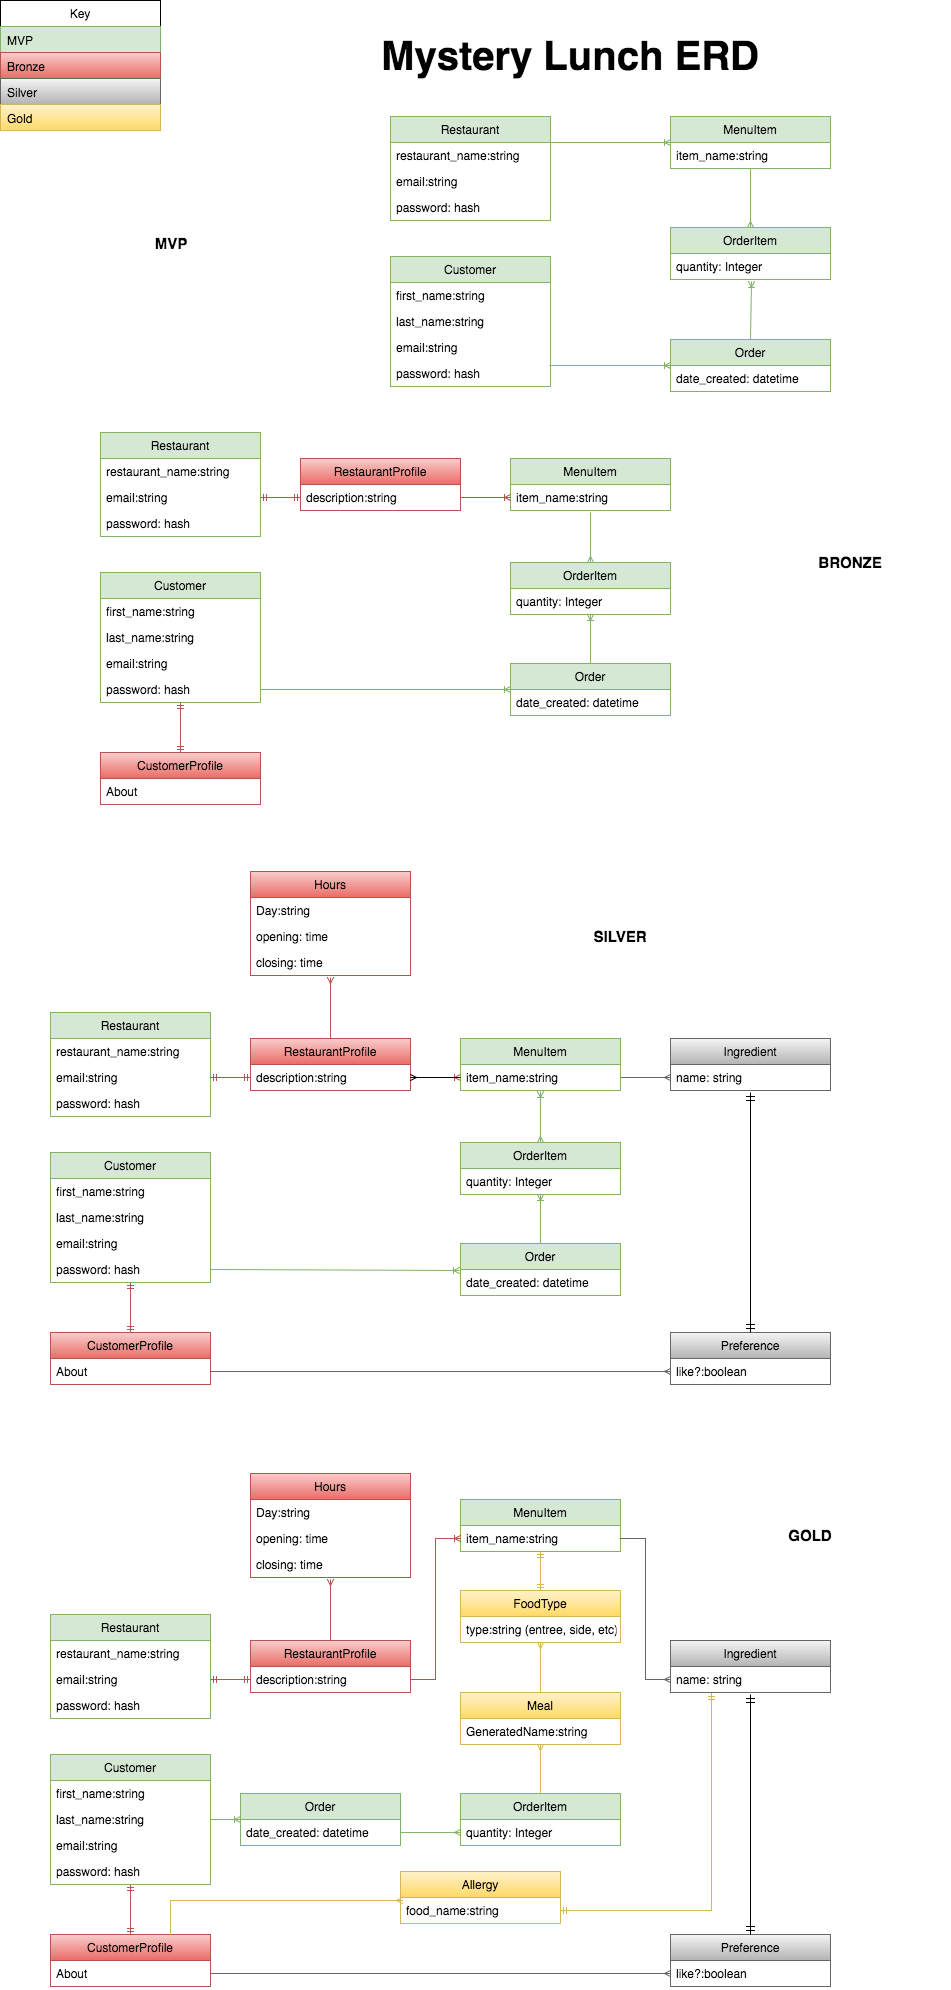 Key
MVP
Bronze
Silver
Gold
Mystery Lunch ERD
MVP
Restaurant
restaurant_name:string
email:string
password: hash
MenuItem
item_name:string
OrderItem
quantity: Integer
Customer
first_name:string
last_name:string
email:string
password: hash
Order
date_created: datetime
BRONZE
Restaurant
restaurant_name:string
email:string
password: hash
RestaurantProfile
description:string
MenuItem
item_name:string
OrderItem
quantity: Integer
Customer
first_name:string
last_name:string
email:string
password: hash
Order
date_created: datetime
CustomerProfile
About
SILVER
Hours
Day:string
opening: time
closing: time
Restaurant
restaurant_name:string
email:string
password: hash
RestaurantProfile
description:string
MenuItem
item_name:string
Ingredient
name: string
OrderItem
quantity: Integer
Customer
first_name:string
last_name:string
email:string
password: hash
Order
date_created: datetime
CustomerProfile
About
Preference
like?:boolean
GOLD
Hours
Day:string
opening: time
closing: time
MenuItem
item_name:string
FoodType
type:string (entree, side, etc)
Restaurant
restaurant_name:string
email:string
password: hash
RestaurantProfile
description:string
Ingredient
name: string
Meal
GeneratedName:string
Customer
first_name:string
last_name:string
email:string
password: hash
Order
date_created: datetime
OrderItem
quantity: Integer
Allergy
food_name:string
CustomerProfile
About
Preference
like?:boolean